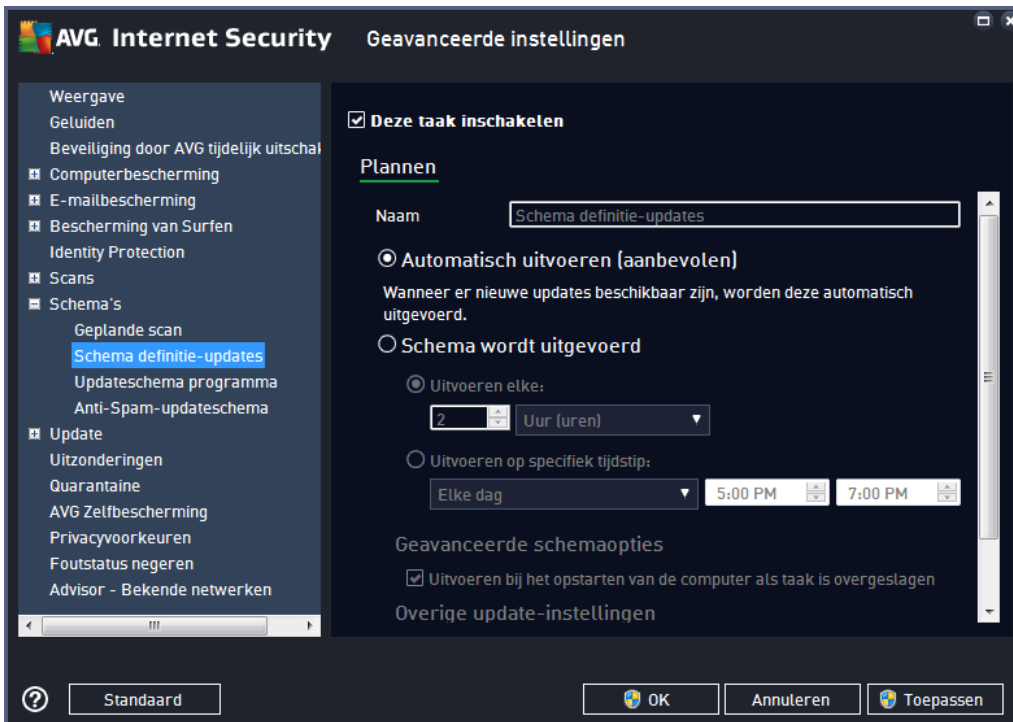 AVG Internet Security Geavanceerde instellingen
Weergave
Geluiden
Beveiliging door AVG tijdelijk uitschal
Computerbescherming
E-mailbescherming
Bescherming van Surfen
Identity Protection
Scans
Schema's
Geplande scan
Schema definitie-updates
Updateschema programma
Anti-Spam-updateschema
Update
Uitzonderingen
Quarantaine
AVG Zelfbescherming
Privacyvoorkeuren
Foutstatus negeren
Advisor - Bekende netwerken
Deze taak inschakelen
Plannen
Naam Schema definitie-updates
Automatisch uitvoeren (aanbevolen)
Wanneer er nieuwe updates beschikbaar zijn, worden deze automatisch
uitgevoerd.
Schema wordt uitgevoerd
Uitvoeren elke:
2 Uur (uren)
Uitvoeren op specifiek tijdstip:
Elke dag 5:00 PM 7:00 PM
Geavanceerde schemaopties
Uitvoeren bij het opstarten van de computer als taak is overgeslagen
Overige update-instellingen
? Standaard OK Annuleren Toepassen